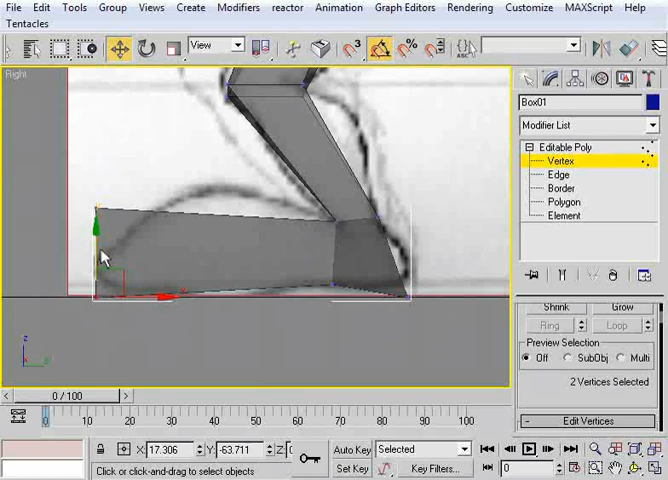 File Edit Tools Group Views Create Modifiers reactor Animation Graph Editors Rendering Customize MAXScript Help
Tentacles
View
3
%
ABC
Right
Box01
Modifier List
Editable Poly
Vertex
Edge
Border
Polygon
Element
Shrink Grow
Ring Loop
Preview Selection
Off SubObj Multi
2 Vertices Selected
- Edit Vertices
z
< 0 / 100 >
0 10 20 30 40 50 60 70 80 90 100
X: 17.306 Y: -63.711 Z:
Auto Key Selected
Click or click-and-drag to select objects
Set Key Key Filters... 0